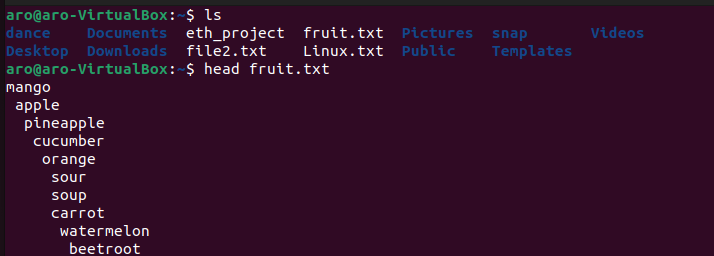 aro@aro-VirtualBox:~$ ls
dance    Documents  eth_project  fruit.txt  Pictures  snap       Videos
Desktop  Downloads  file2.txt    Linux.txt  Public    Templates
aro@aro-VirtualBox:~$ head fruit.txt
mango
 apple
  pineapple
   cucumber
    orange
     sour
     soup
     carrot
      watermelon
       beetroot